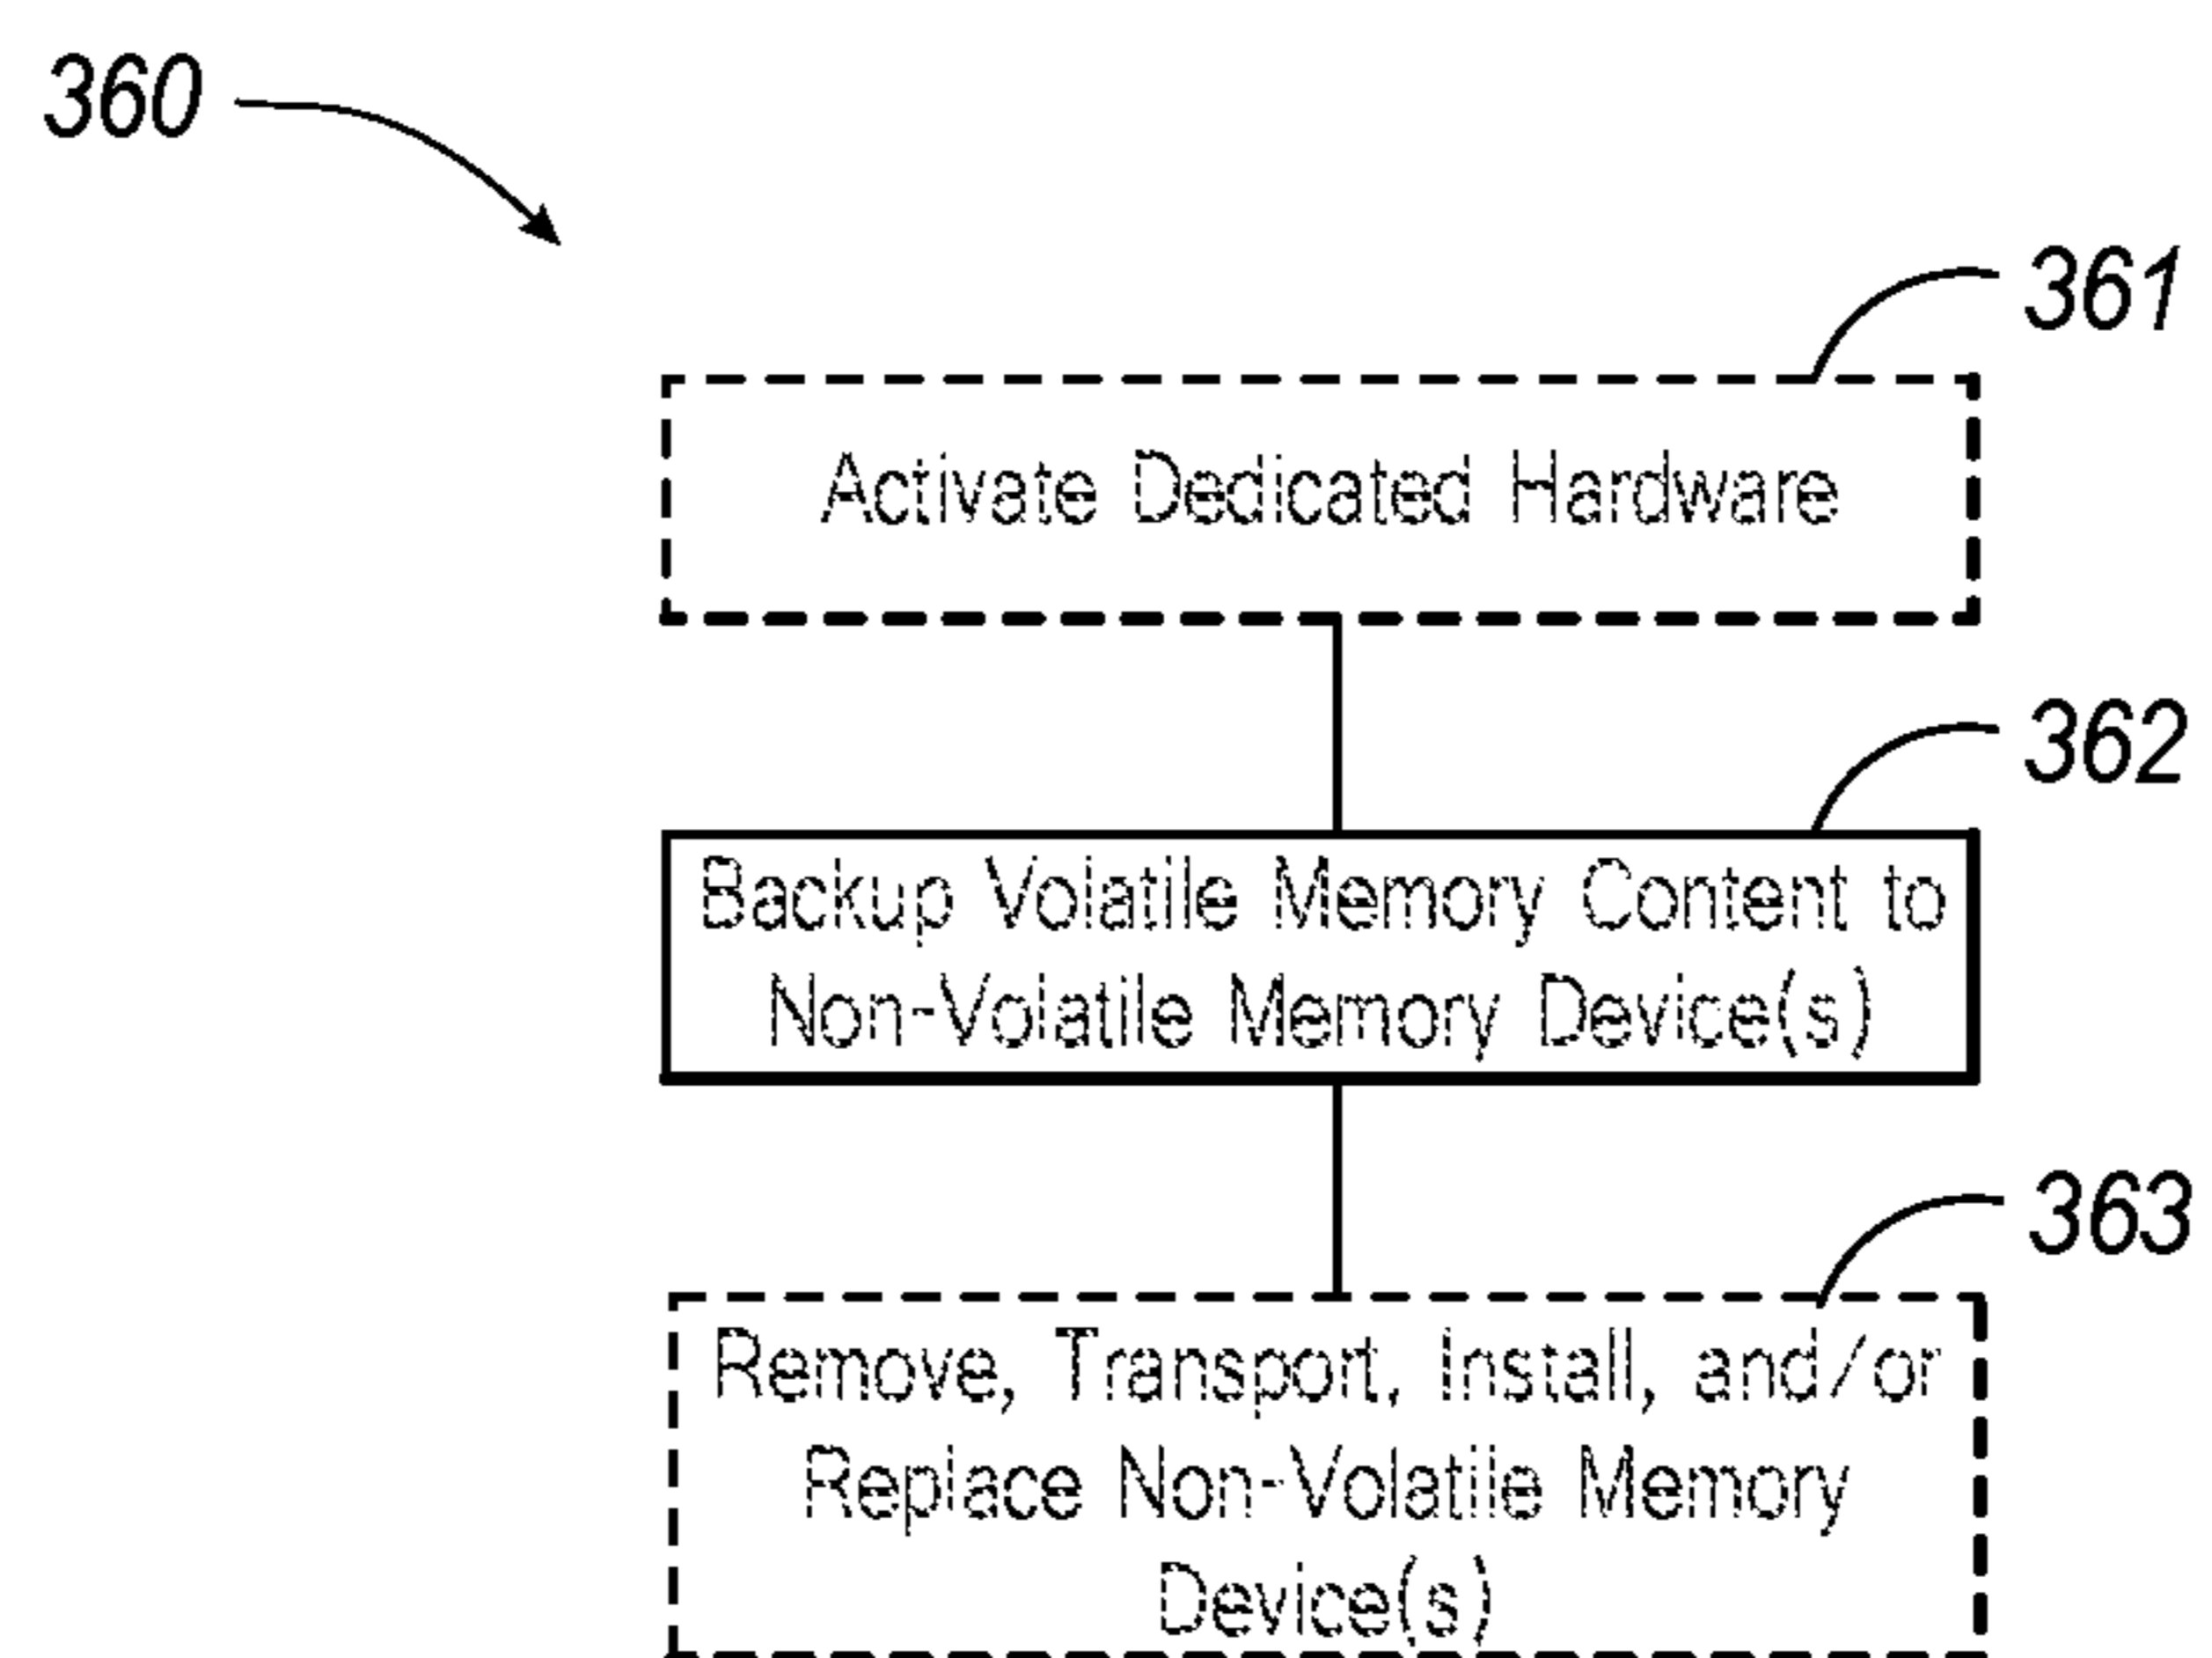 360
361
Activate Dedicated Hardware
362
Backup Volatile Memory Content to
Non-Volatile Memory Device(s)
363
Remove, Transport, Install, and/or
Replace Non-Volatile Memory
Device(s)